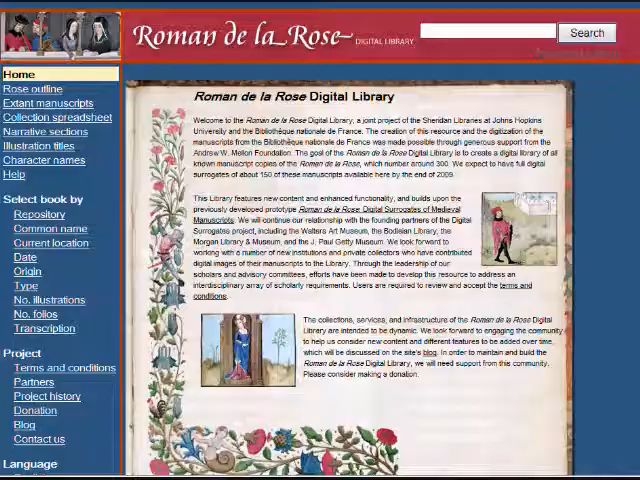 Roman de la Rose DIGITAL LIBRARY
Search
Home
Rose outline
Extant manuscripts
Collection spreadsheet
Narrative sections
Illustration titles
Character names
Help
Select book by
Repository
Common name
Current location
Date
Origin
Type
No. illustrations
No. folios
Transcription
Project
Terms and conditions
Partners
Project history
Donation
Blog
Contact us
Language
Roman de la Rose Digital Library
Welcome to the Roman de la Rose Digital Library, a joint project of the Sheridan Libraries at Johns Hopkins
University and the Bibliothèque nationale de France. The creation of this resource and the digitization of the
manuscripts from the Bibliothèque nationale de France was made possible through generous support from the
Andrew W. Mellon Foundation. The goal of the Roman de la Rose Digital Library is to create a digital library of all
known manuscript copies of the Roman de la Rose, which number around 300. We expect to have full digital
surrogates of about 150 of these manuscripts available here by the end of 2009.
This Library features new content and enhanced functionality, and builds upon the
previously developed prototype Roman de la Rose: Digital Surrogates of Medieval
Manuscripts. We will continue our relationship with the founding partners of the Digital
Surrogates project, including the Walters Art Museum, the Bodleian Library, the
Morgan Library & Museum, and the J. Paul Getty Museum. We look forward to
working with a number of new institutions and private collectors who have contributed
digital images of their manuscripts to the Library. Through the leadership of our
scholars and advisory committees, efforts have been made to develop this resource to address an
interdisciplinary array of scholarly interests. Users are required to review and accept the terms and
conditions.
The collections, services, and infrastructure of the Roman de la Rose Digital
Library are intended to be dynamic. We look forward to engaging the community
to help us consider new content and different features to be added over time,
which will be discussed on the site's blog. In order to maintain and build the
Roman de la Rose Digital Library, we will need support from this community.
Please consider making a donation.